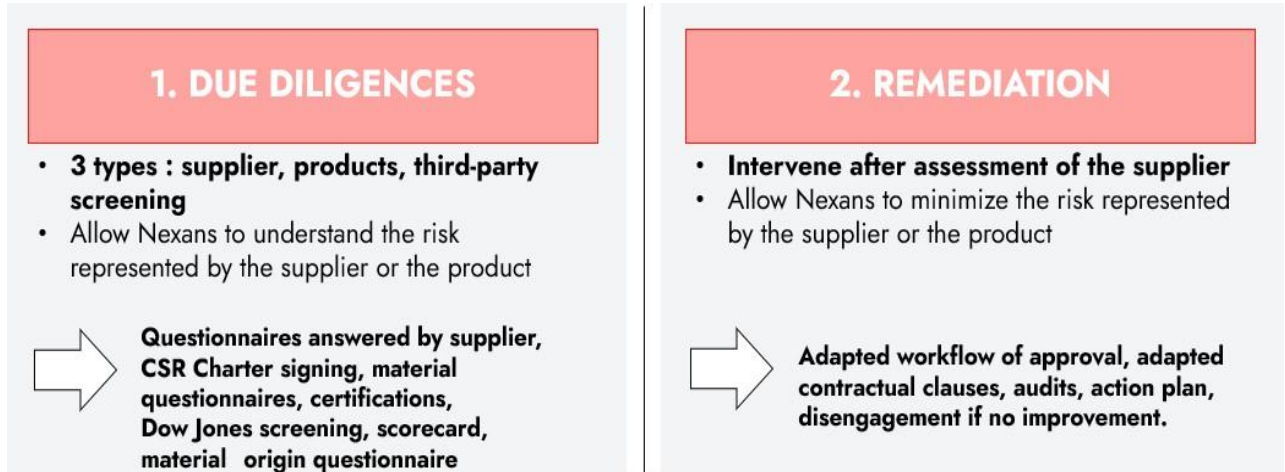 1. DUE DILIGENCES
• 3 types : supplier, products, third-party
screening
• Allow Nexans to understand the risk
represented by the supplier or the product
Questionnaires answered by supplier,
CSR Charter signing, material
questionnaires, certifications,
Dow Jones screening, scorecard,
material origin questionnaire
2. REMEDIATION
• Intervene after assessment of the supplier
• Allow Nexans to minimize the risk represented
by the supplier or the product
Adapted workflow of approval, adapted
contractual clauses, audits, action plan,
disengagement if no improvement.